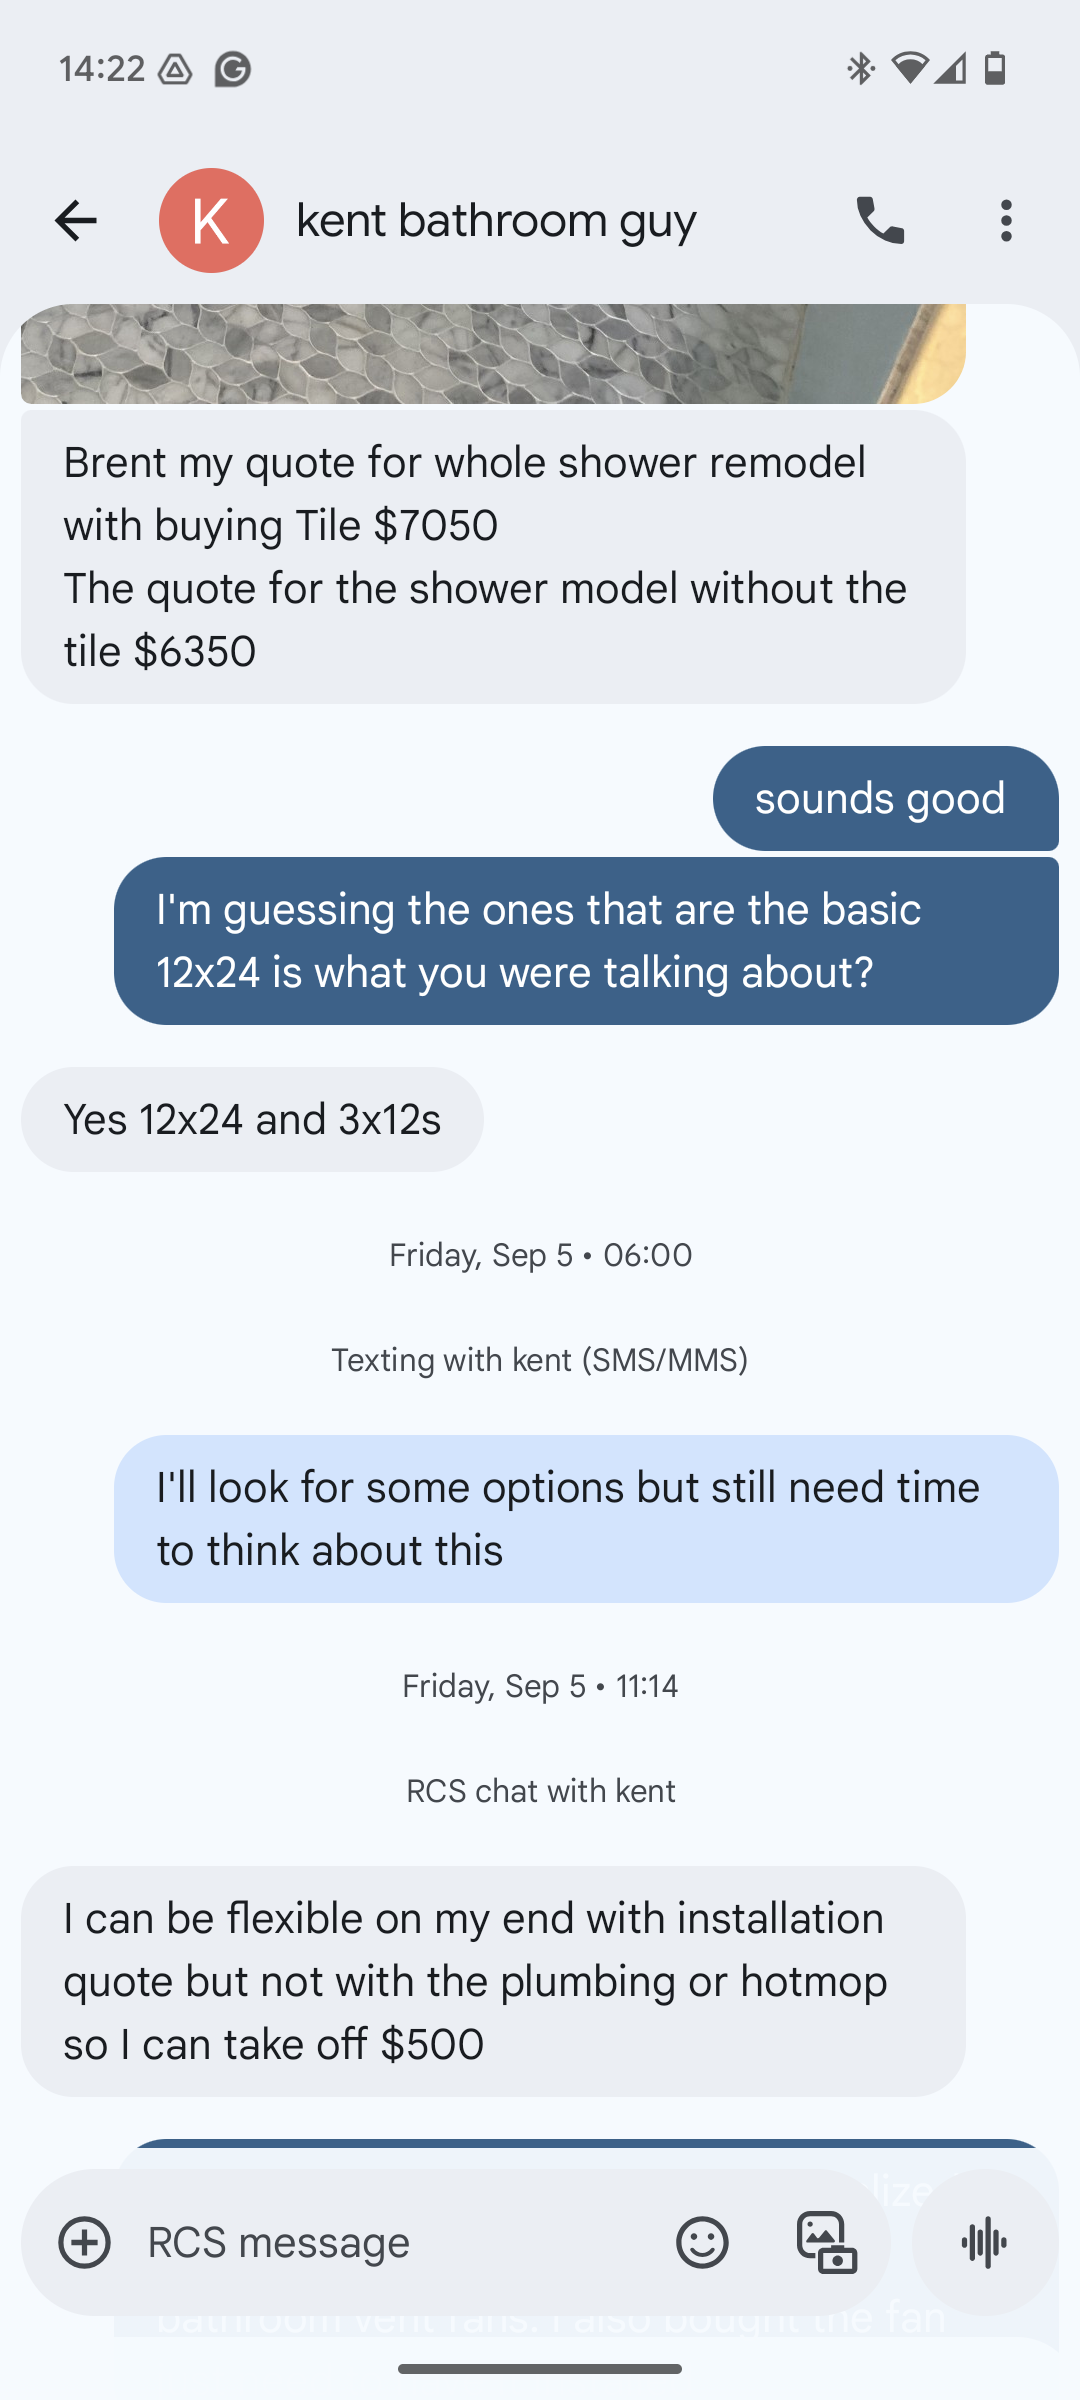 14:22
K
kent bathroom guy
Brent my quote for whole shower remodel
with buying Tile $7050
The quote for the shower model without the
tile $6350
sounds good
I'm guessing the ones that are the basic
12x24 is what you were talking about?
Yes 12x24 and 3x12s
Friday, Sep 5 • 06:00
Texting with kent (SMS/MMS)
I'll look for some options but still need time
to think about this
Friday, Sep 5 • 11:14
RCS chat with kent
I can be flexible on my end with installation
quote but not with the plumbing or hotmop
so I can take off $500
RCS message
bathroom vent fans. I also bought the fan